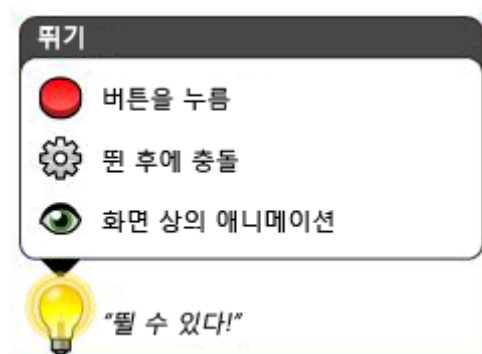 뛰기
버튼을 누름
뛴 후에 충돌
화면 상의 애니메이션
“뛸 수 있다!”